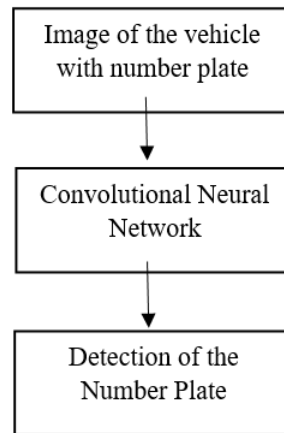 Image of the vehicle
with number plate
Convolutional Neural
Network
Detection of the
Number Plate